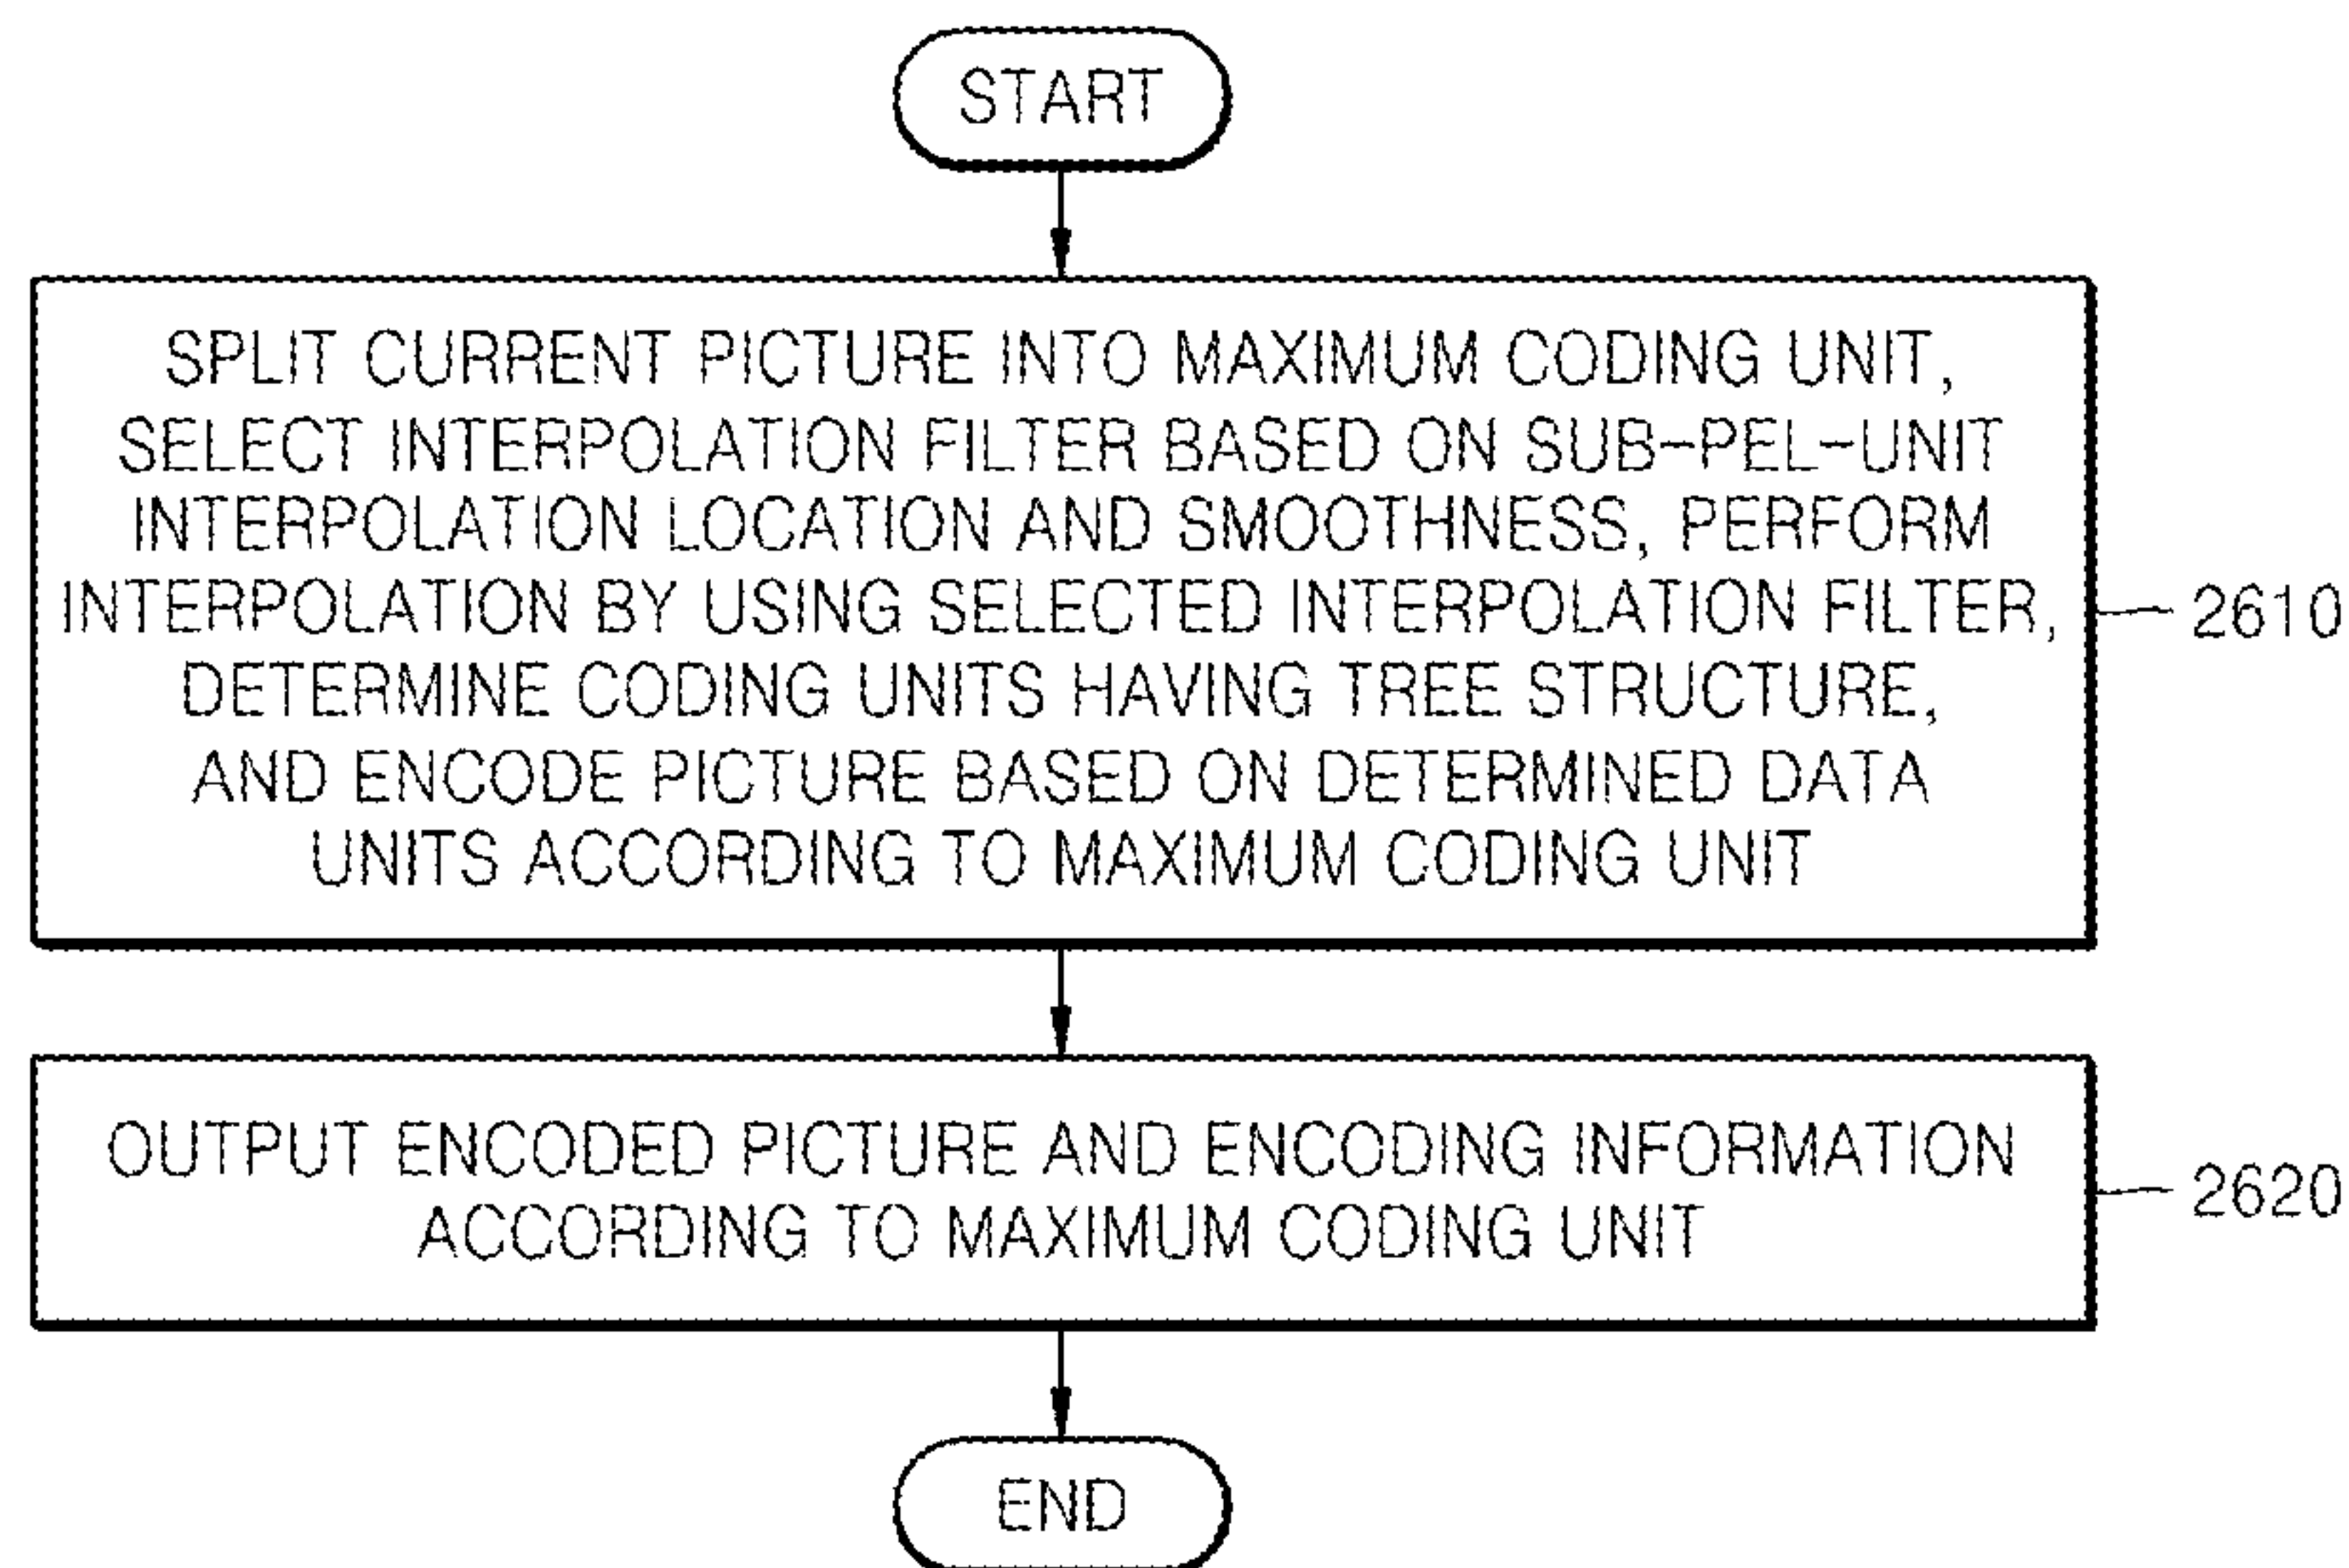 START
SPLIT CURRENT PICTURE INTO MAXIMUM CODING UNIT,
SELECT INTERPOLATION FILTER BASED ON SUB-PEL-UNIT
INTERPOLATION LOCATION AND SMOOTHNESS, PERFORM
INTERPOLATION BY USING SELECTED INTERPOLATION FILTER,
DETERMINE CODING UNITS HAVING TREE STRUCTURE,
AND ENCODE PICTURE BASED ON DETERMINED DATA
UNITS ACCORDING TO MAXIMUM CODING UNIT
2610
OUTPUT ENCODED PICTURE AND ENCODING INFORMATION
ACCORDING TO MAXIMUM CODING UNIT
2620
END